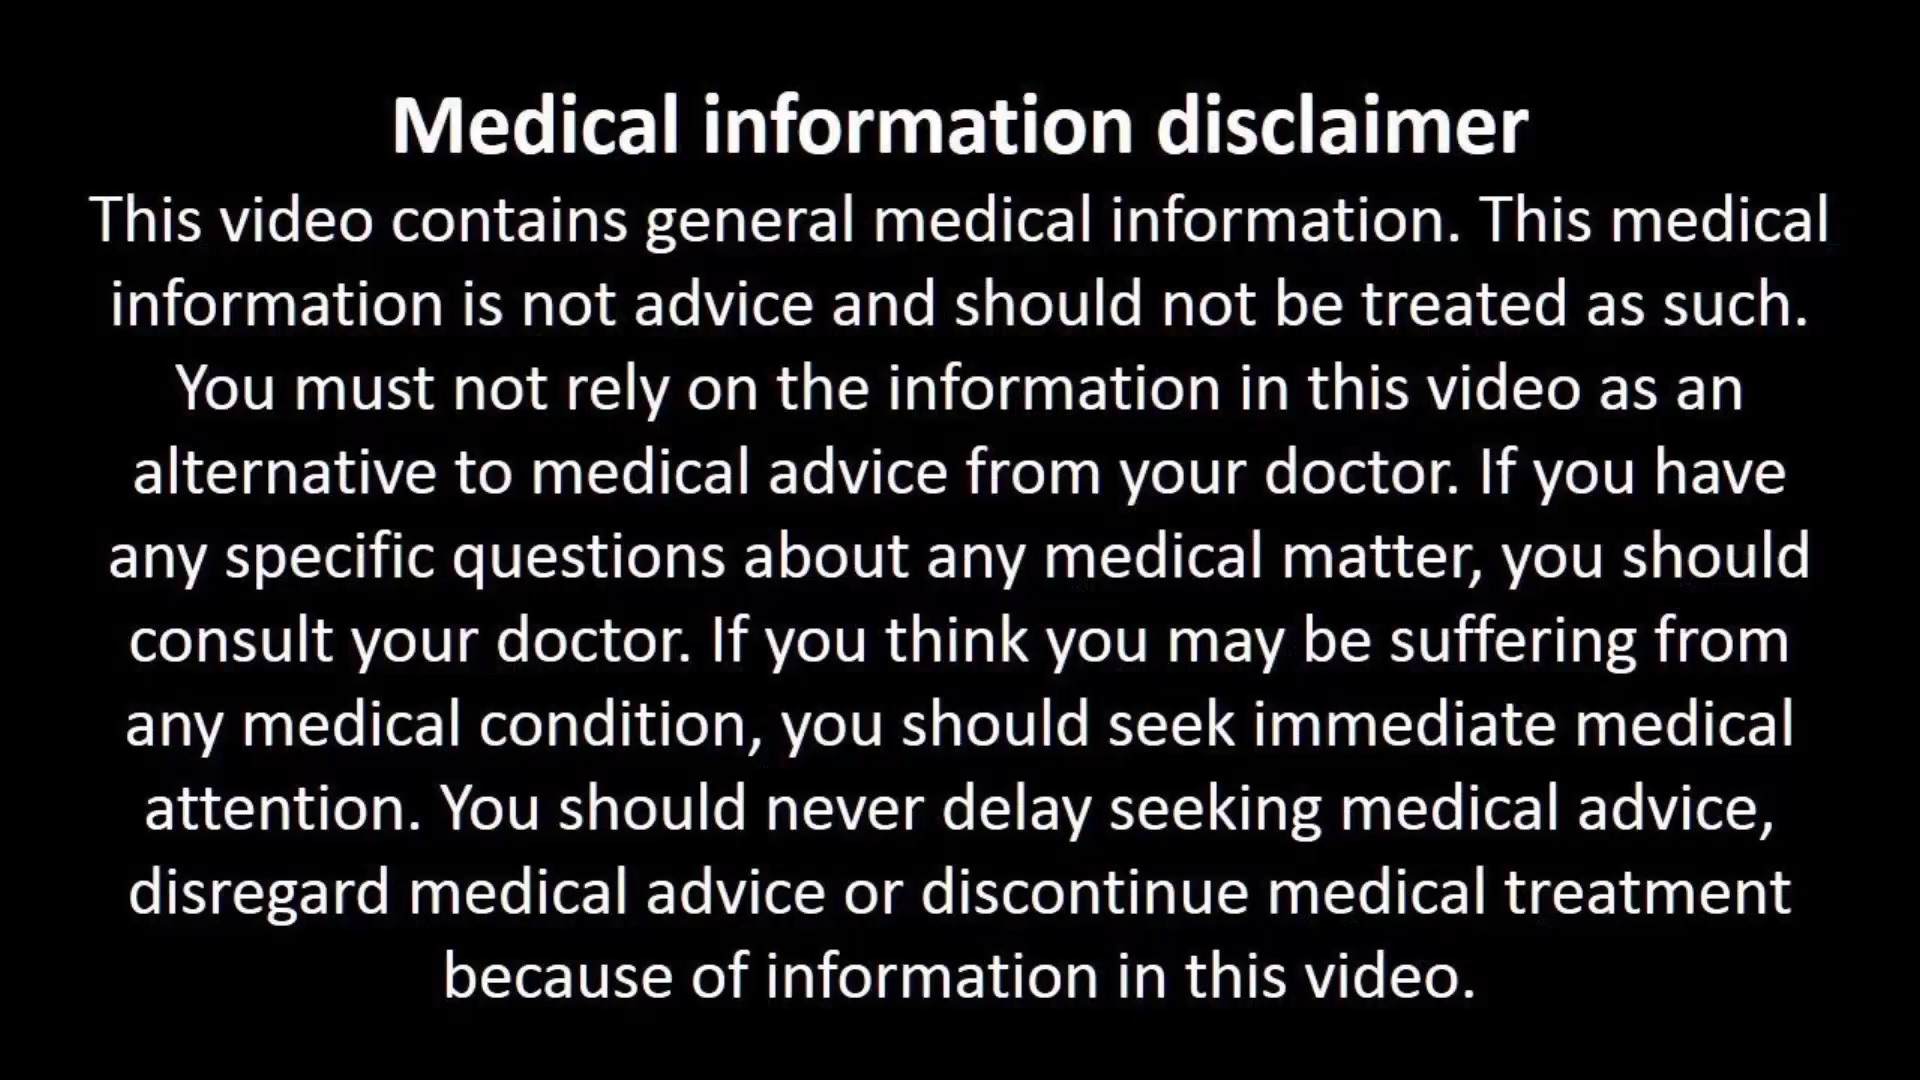 Medical information disclaimer
This video contains general medical information. This medical
information is not advice and should not be treated as such.
You must not rely on the information in this video as an
alternative to medical advice from your doctor. If you have
any specific questions about any medical matter, you should
consult your doctor. If you think you may be suffering from
any medical condition, you should seek immediate medical
attention. You should never delay seeking medical advice,
disregard medical advice or discontinue medical treatment
because of information in this video.